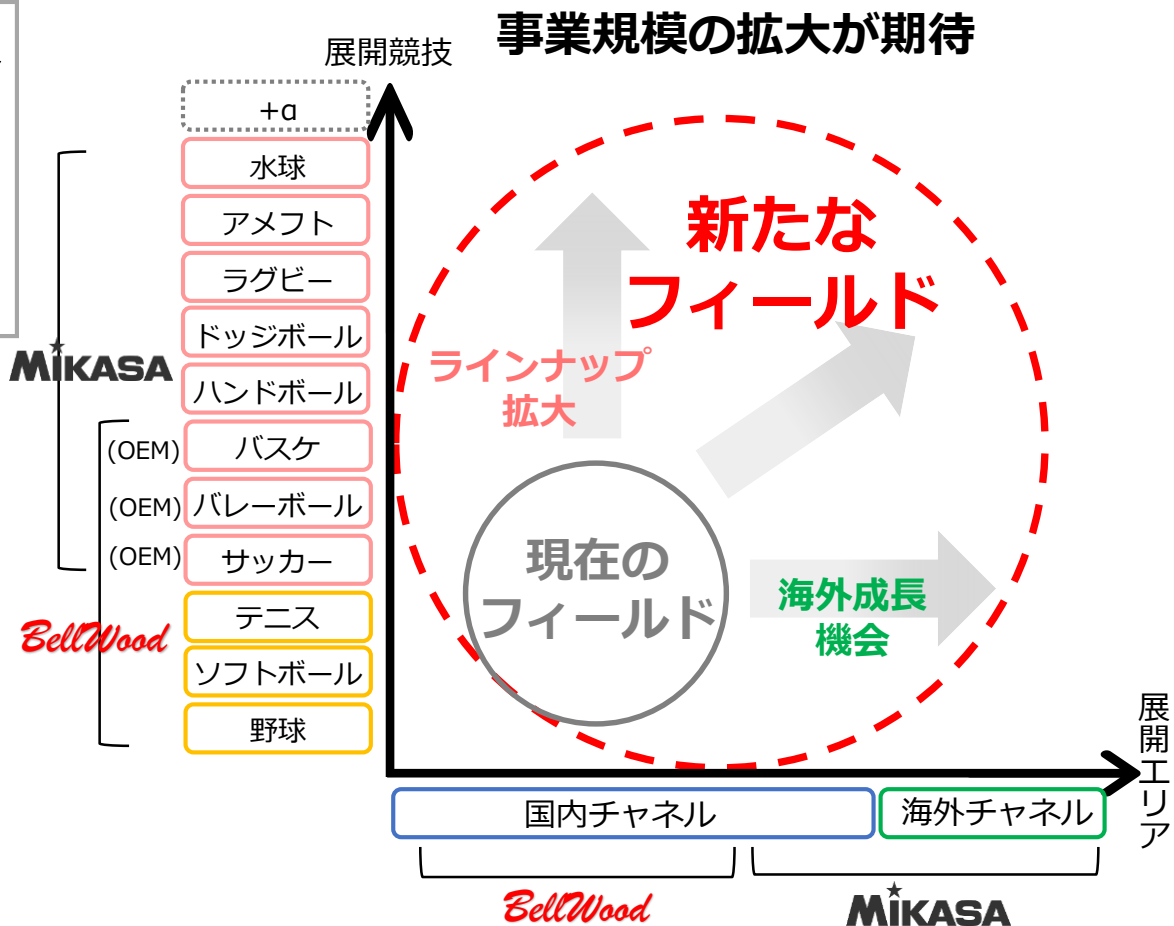 事業規模の拡大が期待
展開競技
+α
水球
アメフト
ラグビー
ドッジボール
MIKASA
ハンドボール
(OEM) バスケ
(OEM) バレーボール
(OEM) サッカー
テニス
BellWood
ソフトボール
野球
新たな
フィールド
ラインナップ
拡大
現在の
フィールド
海外成長
機会
展開エリア
国内チャネル
海外チャネル
BellWood
MIKASA